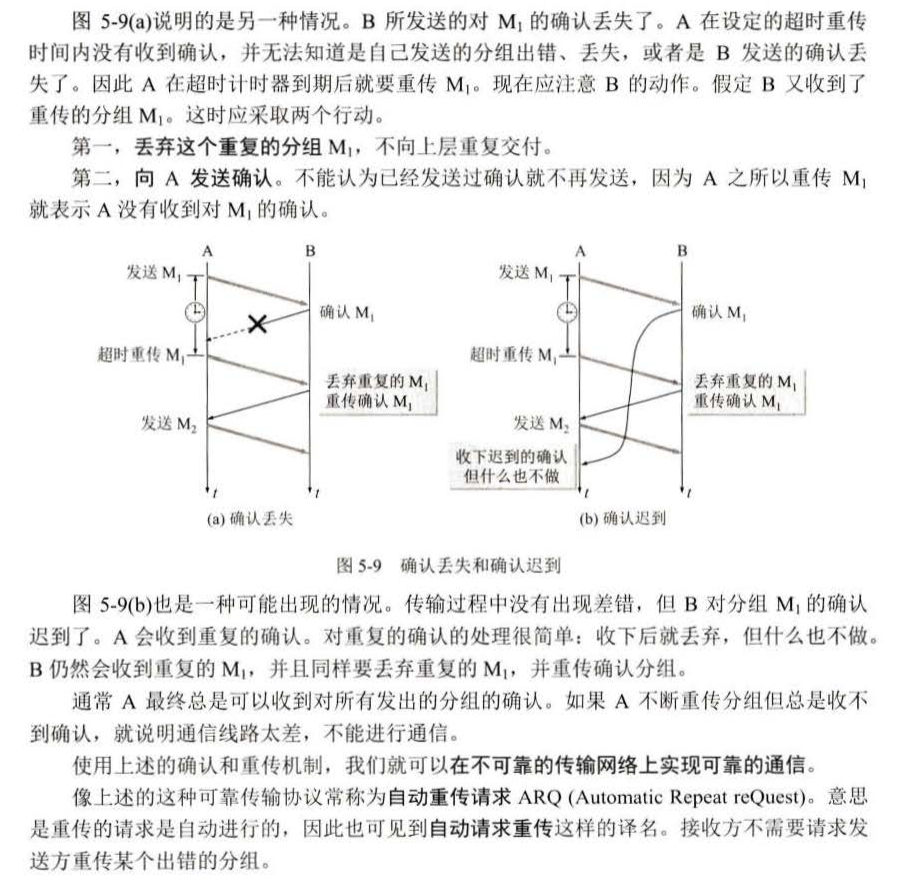 图 5-9(a)说明的是另一种情况。B 所发送的对 M₁ 的确认丢失了。A 在设定的超时重传
时间内没有收到确认，并无法知道是自己发送的分组出错、丢失，或者是 B 发送的确认丢
失了。因此 A 在超时计时器到期后就要重传 M₁。现在应注意 B 的动作。假定 B 又收到了
重传的分组 M₁。这时应采取两个行动。
第一，丢弃这个重复的分组 M₁，不向上层重复交付。
第二，向 A 发送确认。不能认为已经发送过确认就不再发送，因为 A 之所以重传 M₁
就表示 A 没有收到对 M₁ 的确认。
A
B
发送 M₁
确认 M₁
超时重传 M₁
丢弃重复的 M₁
重传确认 M₁
发送 M₂
t
t
(a) 确认丢失
A
B
发送 M₁
确认 M₁
超时重传 M₁
丢弃重复的 M₁
重传确认 M₁
发送 M₂
收下迟到的确认
但什么也不做
t
t
(b) 确认迟到
图 5-9 确认丢失和确认迟到
图 5-9(b)也是一种可能出现的情况。传输过程中没有出现差错，但 B 对分组 M₁ 的确认
迟到了。A 会收到重复的确认。对重复的确认的处理很简单：收下后就丢弃，但什么也不做。
B 仍然会收到重复的 M₁，并且同样要丢弃重复的 M₁，并重传确认分组。
通常 A 最终总是可以收到对所有发出的分组的确认。如果 A 不断重传分组但总是收不
到确认，就说明通信线路太差，不能进行通信。
使用上述的确认和重传机制，我们就可以在不可靠的传输网络上实现可靠的通信。
像上述的这种可靠传输协议常称为自动重传请求 ARQ (Automatic Repeat reQuest)。意思
是重传的请求是自动进行的，因此也可见到自动请求重传这样的译名。接收方不需要请求发
送方重传某个出错的分组。